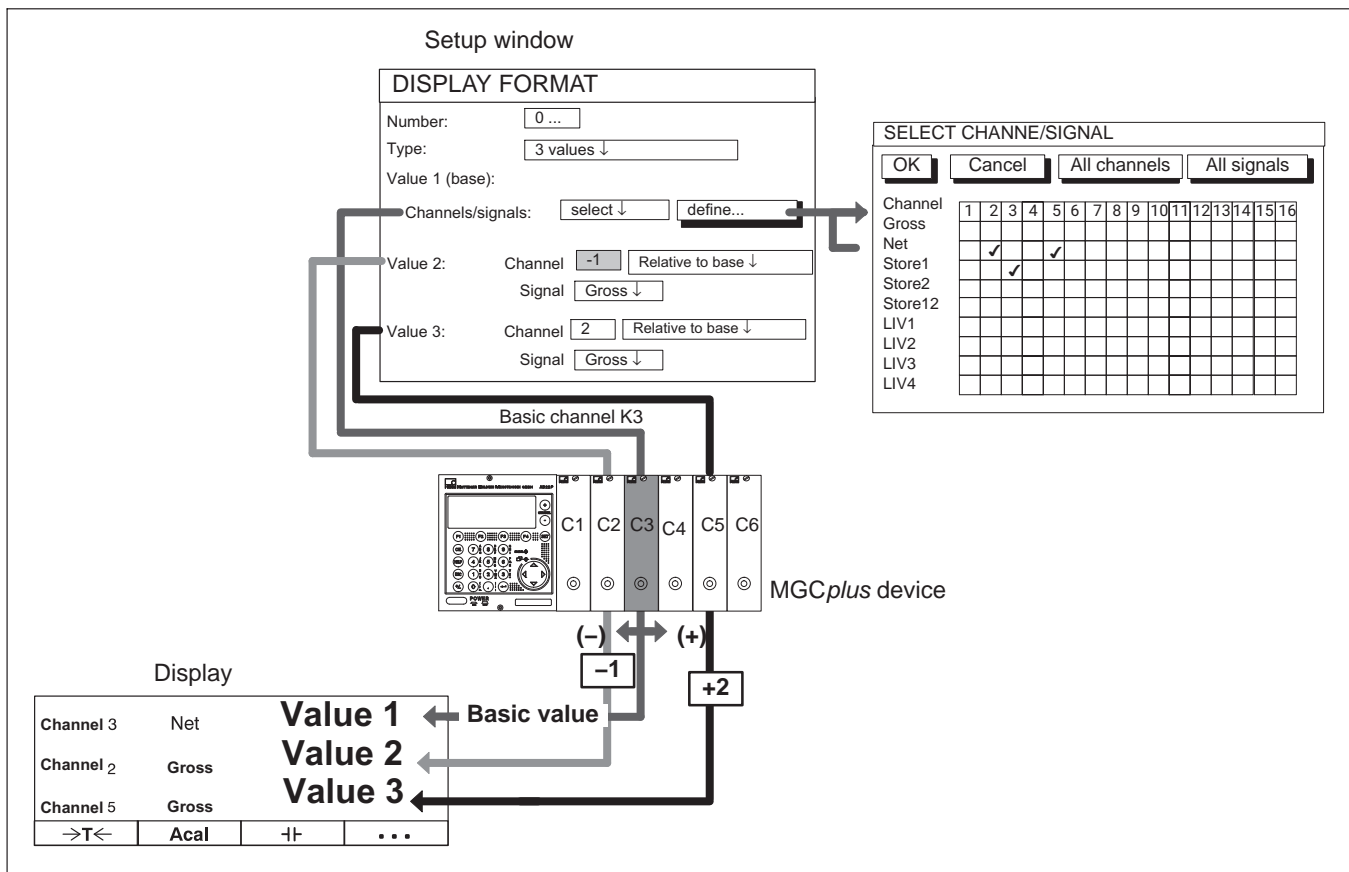 Setup window
DISPLAY FORMAT
Number: 0 ...
Type: 3 values ↓
Value 1 (base):
Channels/signals: select ↓ define...
Value 2: Channel -1 Relative to base ↓
Signal Gross ↓
Value 3: Channel 2 Relative to base ↓
Signal Gross ↓
SELECT CHANNE/SIGNAL
OK Cancel All channels All signals
Channel 1 2 3 4 5 6 7 8 9 10 11 12 13 14 15 16
Gross
Net ✓ ✓
Store1 ✓
Store2
Store12
LIV1
LIV2
LIV3
LIV4
Basic channel K3
C1 C2 C3 C4 C5 C6
POWER
MGCplus device
(–) (+)
–1
+2
Display
Channel 3 Net Value 1 Basic value
Channel 2 Gross Value 2
Channel 5 Gross Value 3
→T← Acal ⊣⊢ ...